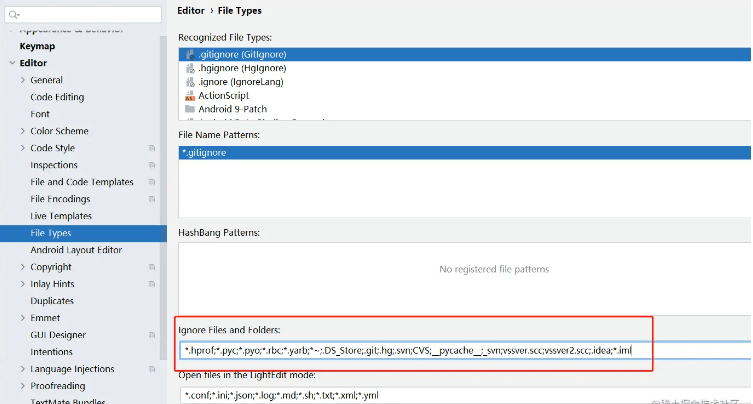 Appearance & Behavior
Keymap
Editor
General
Code Editing
Font
Color Scheme
Code Style
Inspections
File and Code Templates
File Encodings
Live Templates
File Types
Android Layout Editor
Copyright
Inlay Hints
Duplicates
Emmet
GUI Designer
Intentions
Language Injections
Proofreading
TextMate Bundles
Editor › File Types
Recognized File Types:
.gitignore (GitIgnore)
.hgignore (HgIgnore)
.ignore (IgnoreLang)
ActionScript
Android 9-Patch
File Name Patterns:
*.gitignore
HashBang Patterns:
No registered file patterns
Ignore Files and Folders:
*.hprof;*.pyc;*.pyo;*.rbc;*.yarb;*~;.DS_Store;.git;.hg;.svn;CVS;__pycache__;_svn;vssver.scc;vssver2.scc;.idea;*.iml
Open files in the LightEdit mode:
*.conf;*.ini;*.json;*.log;*.md;*.sh;*.txt;*.xml;*.yml